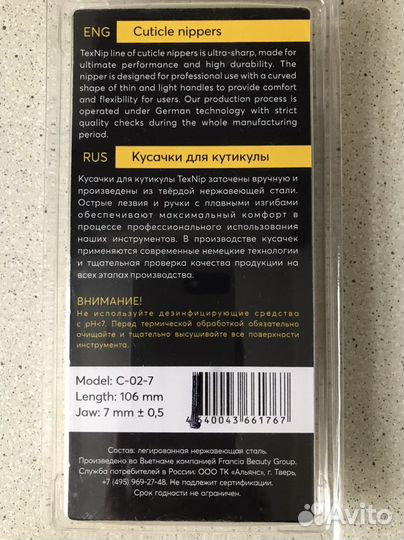 ENG Cuticle nippers
TexNip line of cuticle nippers is ultra-sharp, made for
ultimate performance and high durability. The
nipper is designed for professional use with a curved
shape of thin and light handles to provide comfort
and flexibility for users. Our production process is
operated under German technology with strict
quality checks during the whole manufacturing
period.
RUS Кусачки для кутикулы
Кусачки для кутикулы TexNip заточены вручную и
произведены из твёрдой нержавеющей стали.
Острые лезвия и ручки с плавными изгибами
обеспечивают максимальный комфорт в
процессе профессионального использования
наших инструментов. В производстве кусачек
применяются современные немецкие технологии
и тщательная проверка качества продукции на
всех этапах производства.
ВНИМАНИЕ!
Не используйте дезинфицирующие средства
с pH<7. Перед термической обработкой обязательно
очищайте и тщательно высушивайте все поверхности
инструмента.
Model: C-02-7
Length: 106 mm
Jaw: 7 mm ± 0,5
4 640043 661767
Состав: легированная нержавеющая сталь.
Произведено во Вьетнаме компанией Francia Beauty Group.
Служба потребителей в России: ООО ТК «Альянс», г. Тверь,
+7 (495) 969-27-48. Не подлежит сертификации.
Срок годности не ограничен.
Avito